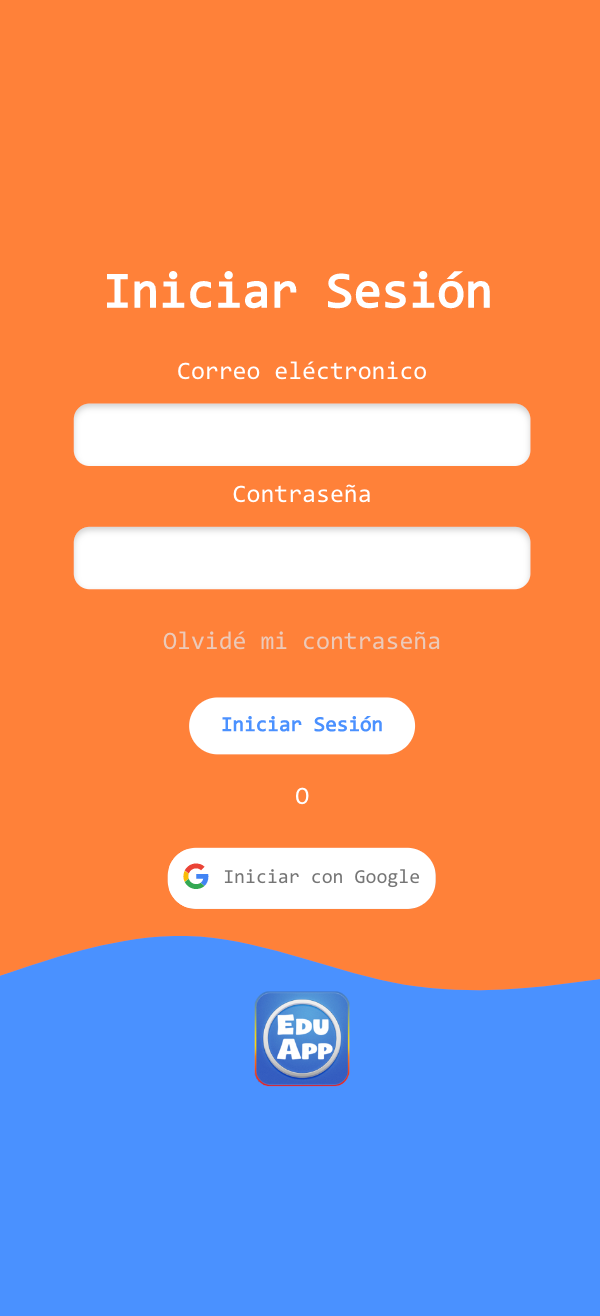 Iniciar Sesión
Correo eléctronico
Contraseña
Olvidé mi contraseña
Iniciar Sesión
O
Iniciar con Google
EDU
APP